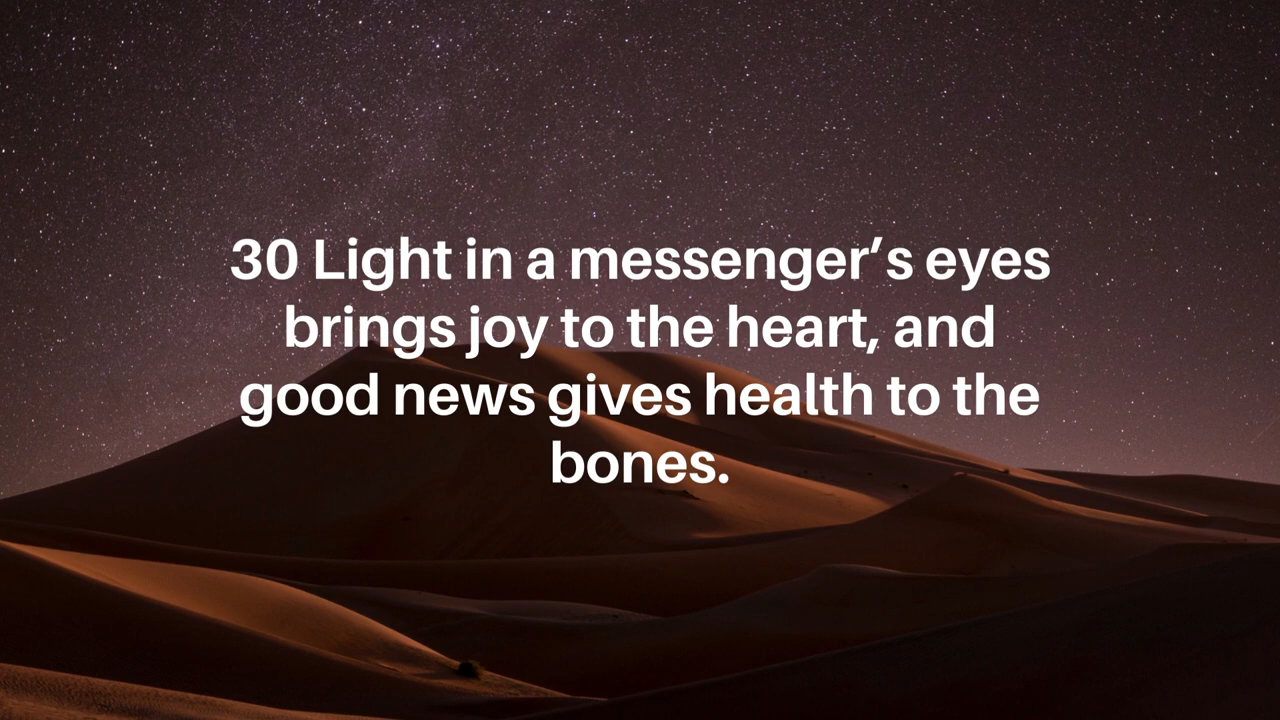 30 Light in a messenger’s eyes
brings joy to the heart, and
good news gives health to the
bones.